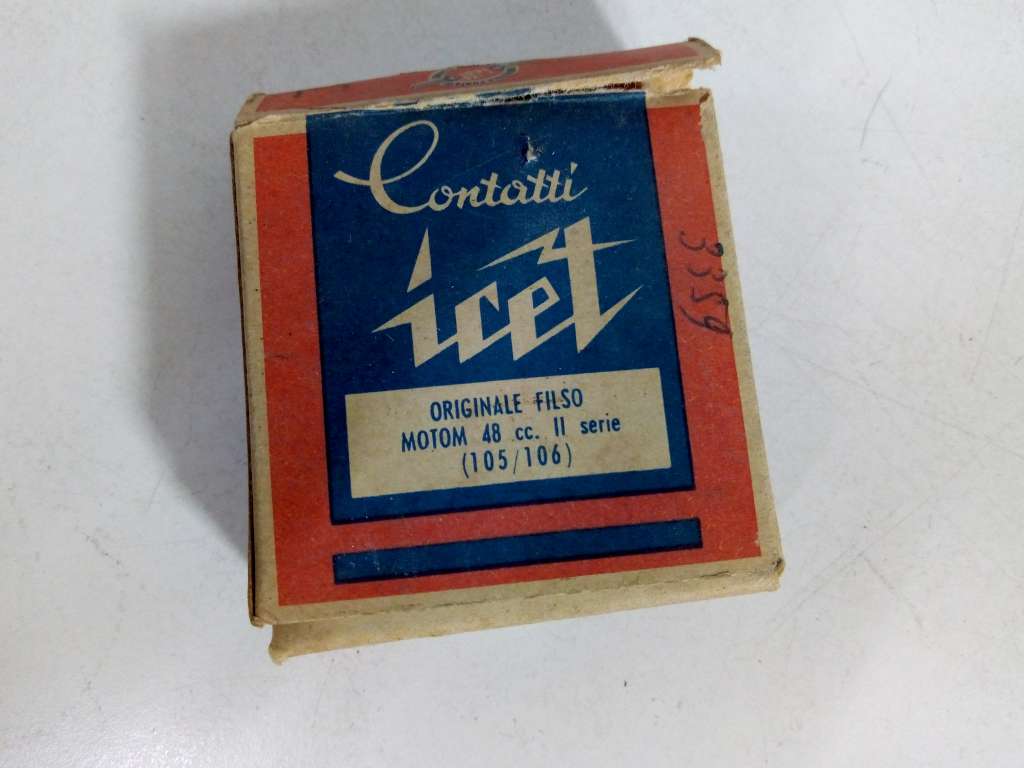 Contatti
icet
ORIGINALE FILSO
MOTOM 48 cc. II serie
(105/106)
3359